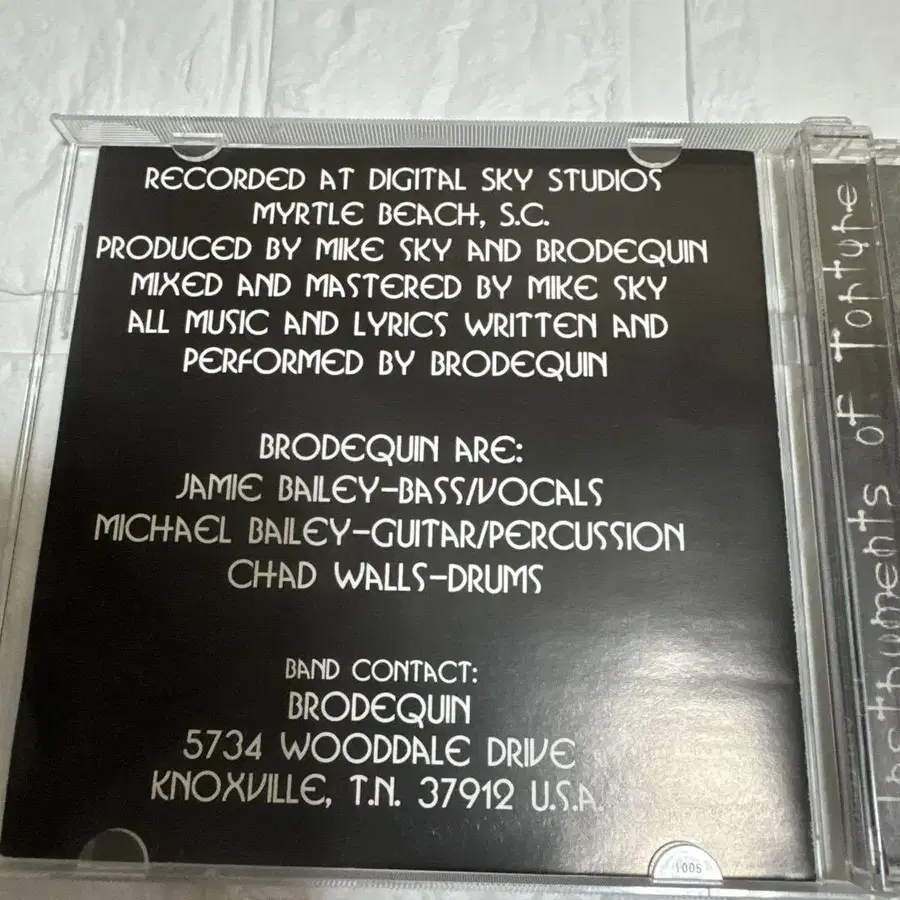 RECORDED AT DIGITAL SKY STUDIOS
MYRTLE BEACH, S.C.
PRODUCED BY MIKE SKY AND BRODEQUIN
MIXED AND MASTERED BY MIKE SKY
ALL MUSIC AND LYRICS WRITTEN AND
PERFORMED BY BRODEQUIN
BRODEQUIN ARE:
JAMIE BAILEY-BASS/VOCALS
MICHAEL BAILEY-GUITAR/PERCUSSION
CHAD WALLS-DRUMS
BAND CONTACT:
BRODEQUIN
5734 WOODDALE DRIVE
KNOXVILLE, T.N. 37912 U.S.A.
Instruments of Torture
1005